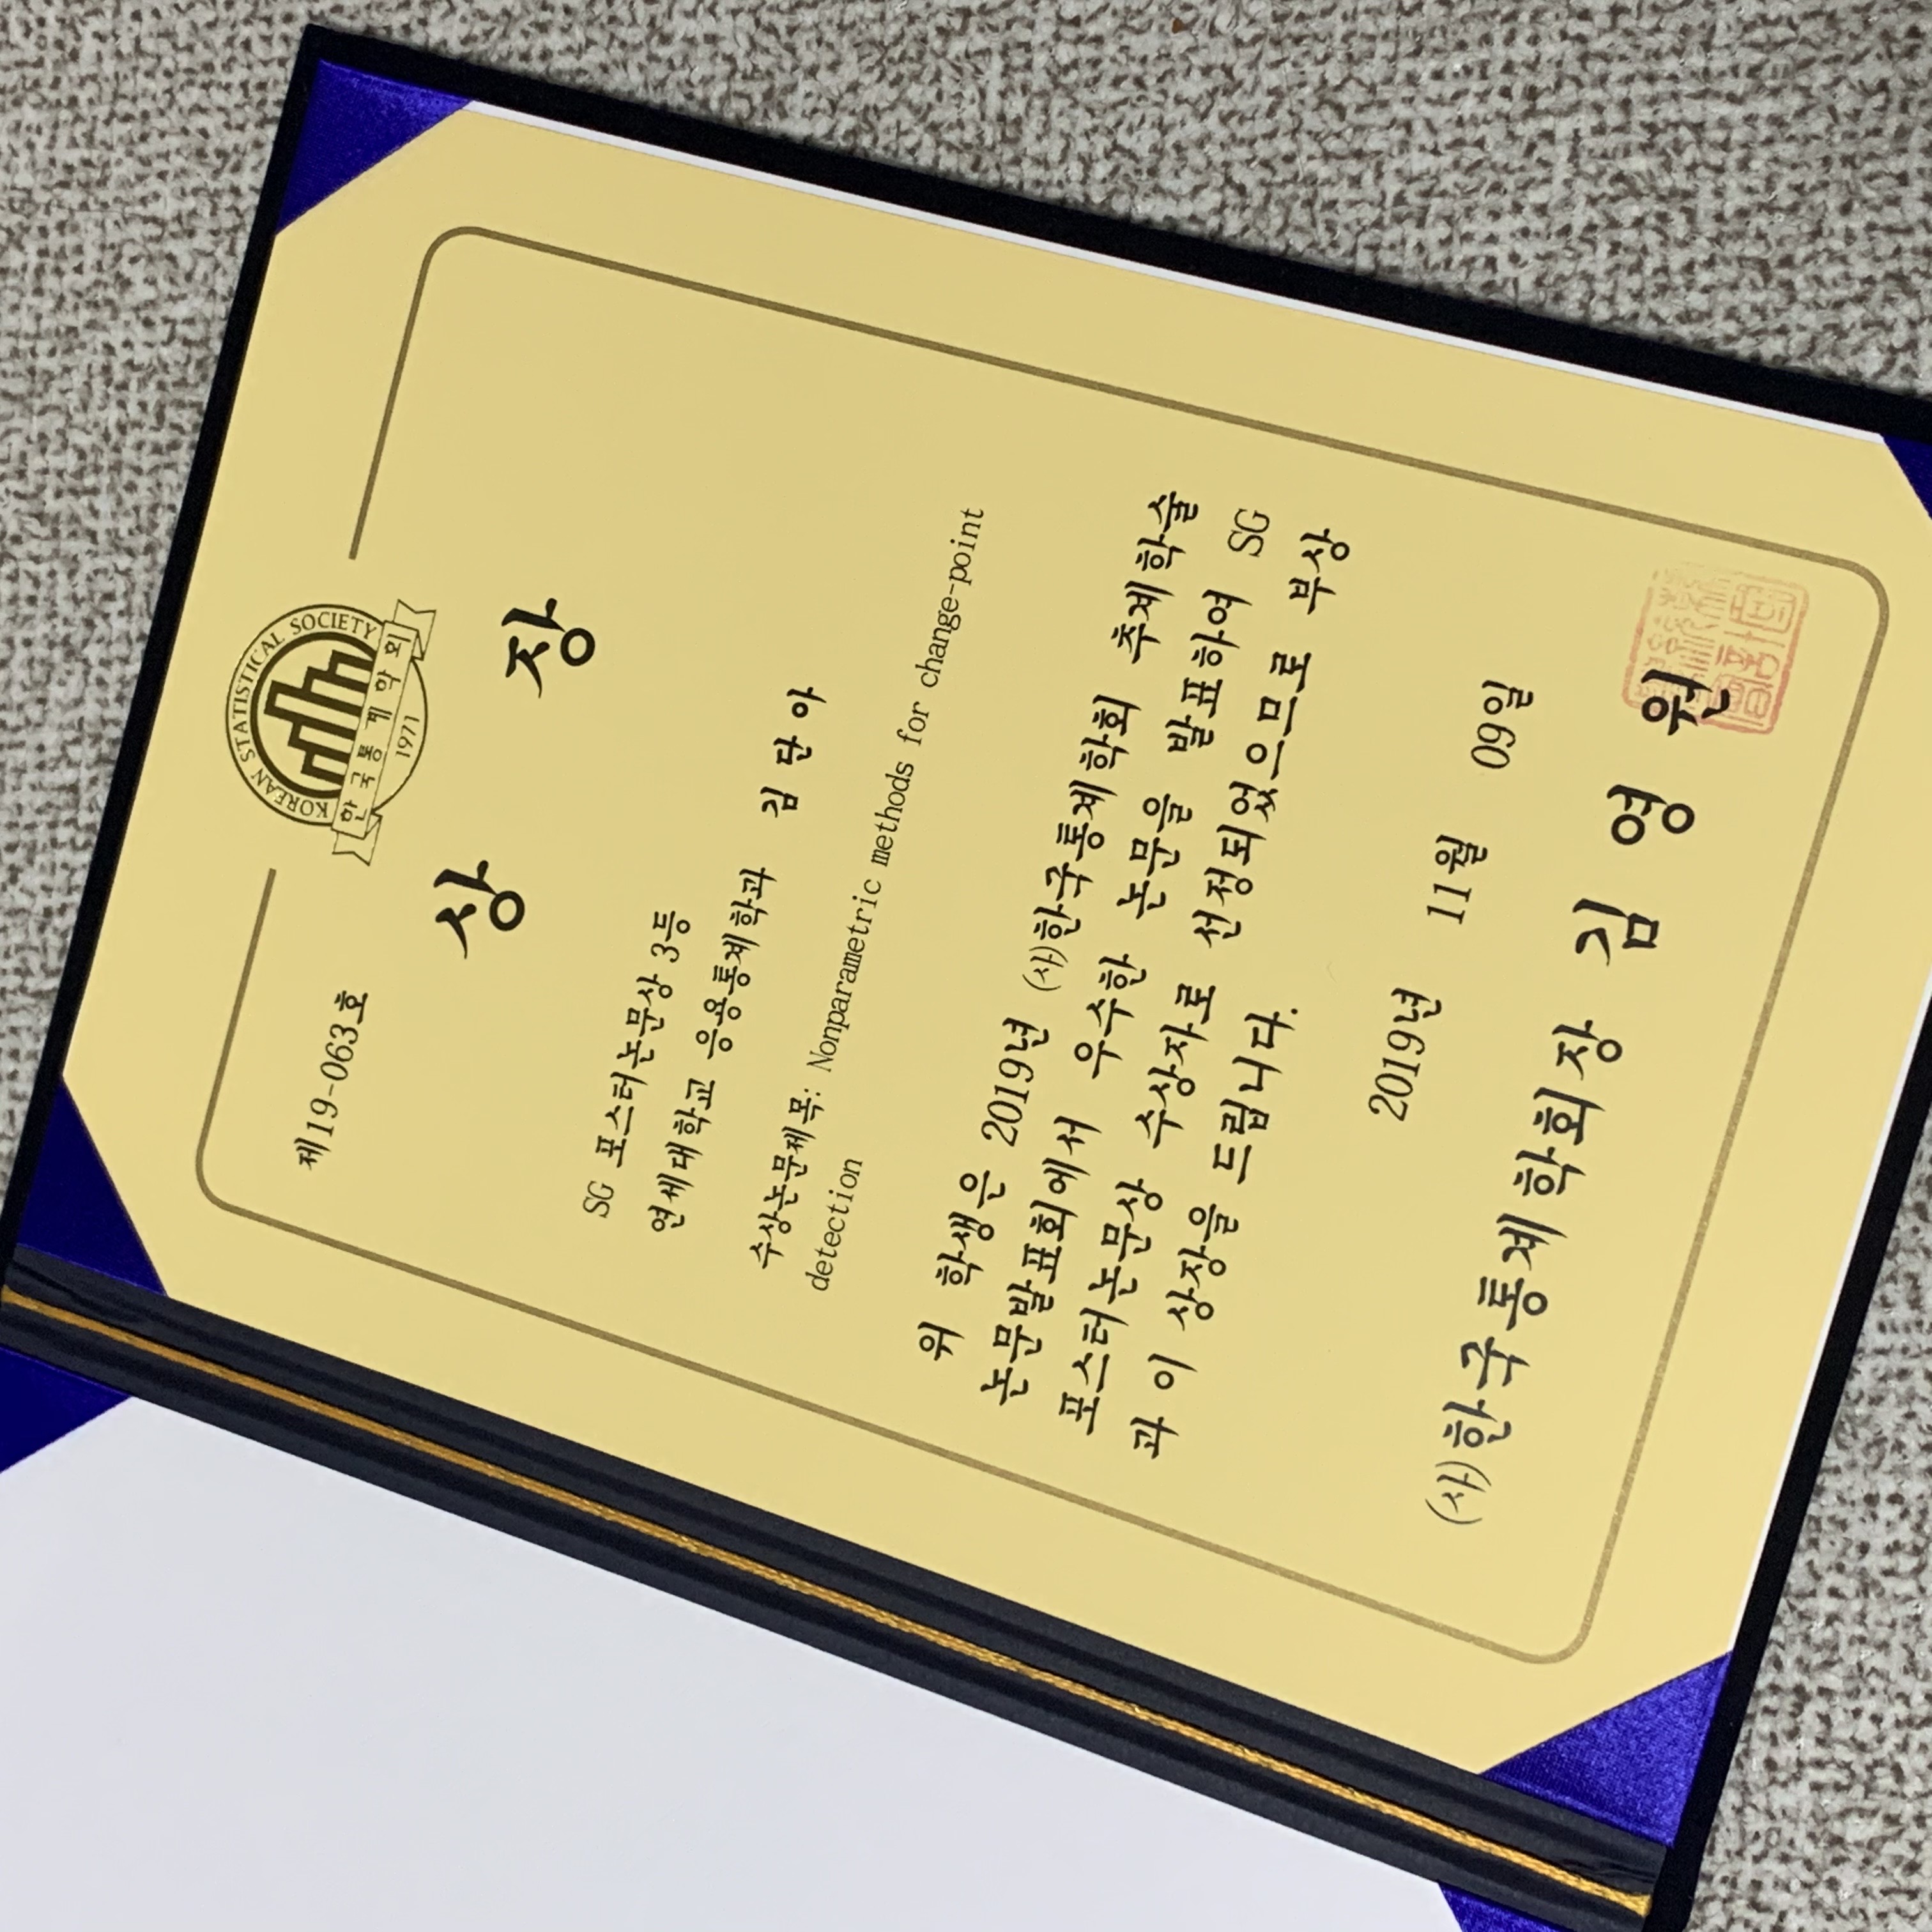 KOREAN STATISTICAL SOCIETY
한국통계학회
1971
제19-063호
상 장
SG 포스터논문상 3등
연세대학교 응용통계학과 김 단 아
수상논문제목: Nonparametric methods for change-point
detection
위 학생은 2019년 (사)한국통계학회 추계학술
논문발표회에서 우수한 논문을 발표하여 SG
포스터논문상 수상자로 선정되었으므로 부상
과 이 상장을 드립니다.
2019년 11월 09일
(사)한국통계학회장 김 영 원